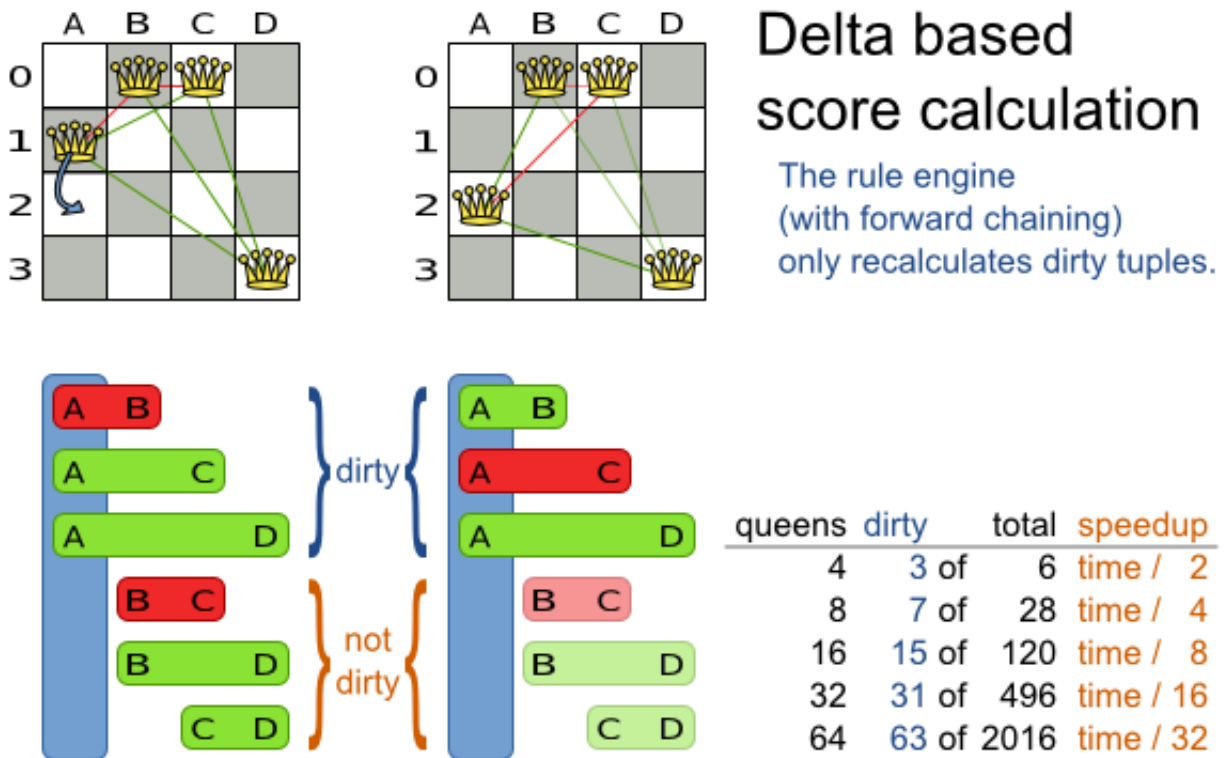 A B C D
0
1
2
3
A B C D
0
1
2
3
Delta based
score calculation
The rule engine
(with forward chaining)
only recalculates dirty tuples.
A B
A C
A D
B C
B D
C D
dirty
not
dirty
A B
A C
A D
B C
B D
C D
queens dirty total speedup
4 3 of 6 time / 2
8 7 of 28 time / 4
16 15 of 120 time / 8
32 31 of 496 time / 16
64 63 of 2016 time / 32